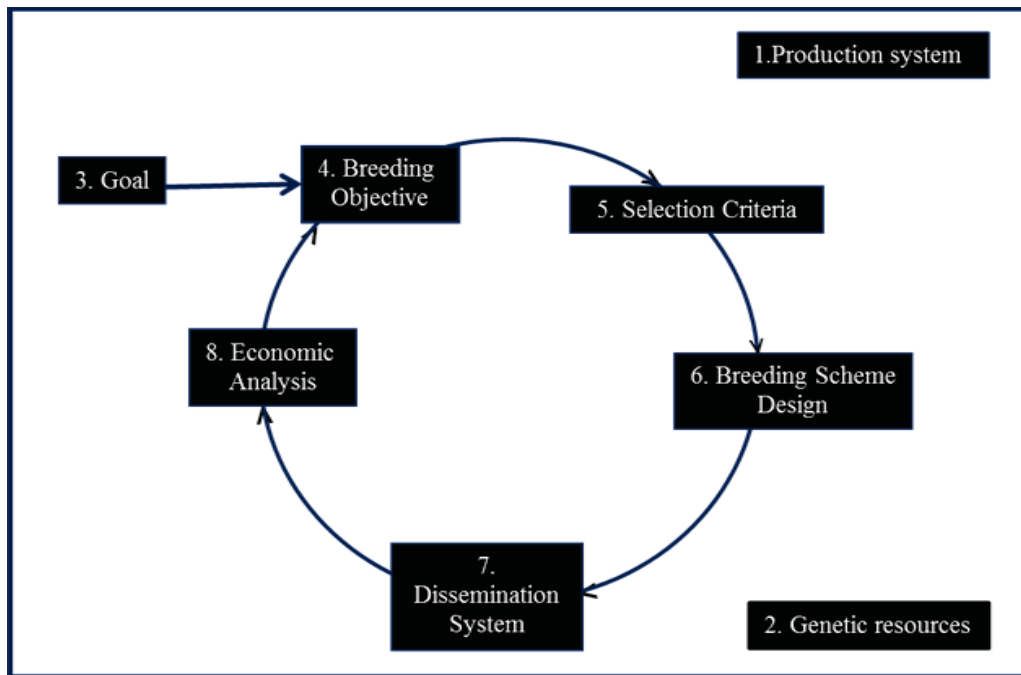 1.Production system
3. Goal
4. Breeding
Objective
5. Selection Criteria
6. Breeding Scheme
Design
7.
Dissemination
System
8. Economic
Analysis
2. Genetic resources